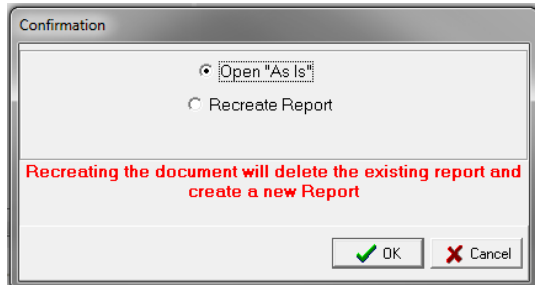 Confirmation
Open "As Is"
Recreate Report
Recreating the document will delete the existing report and
create a new Report
OK
Cancel